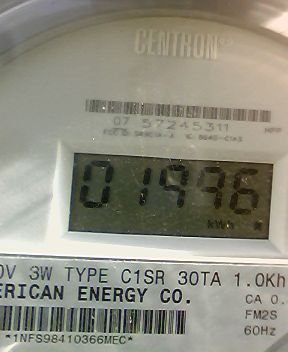 CENTRON
07 57245311
01996
kWh
0V 3W TYPE C1SR 30TA 1.0Kh
ERICAN ENERGY CO. CA 0.
FM2S
60Hz
*1NFS98410366MEC*